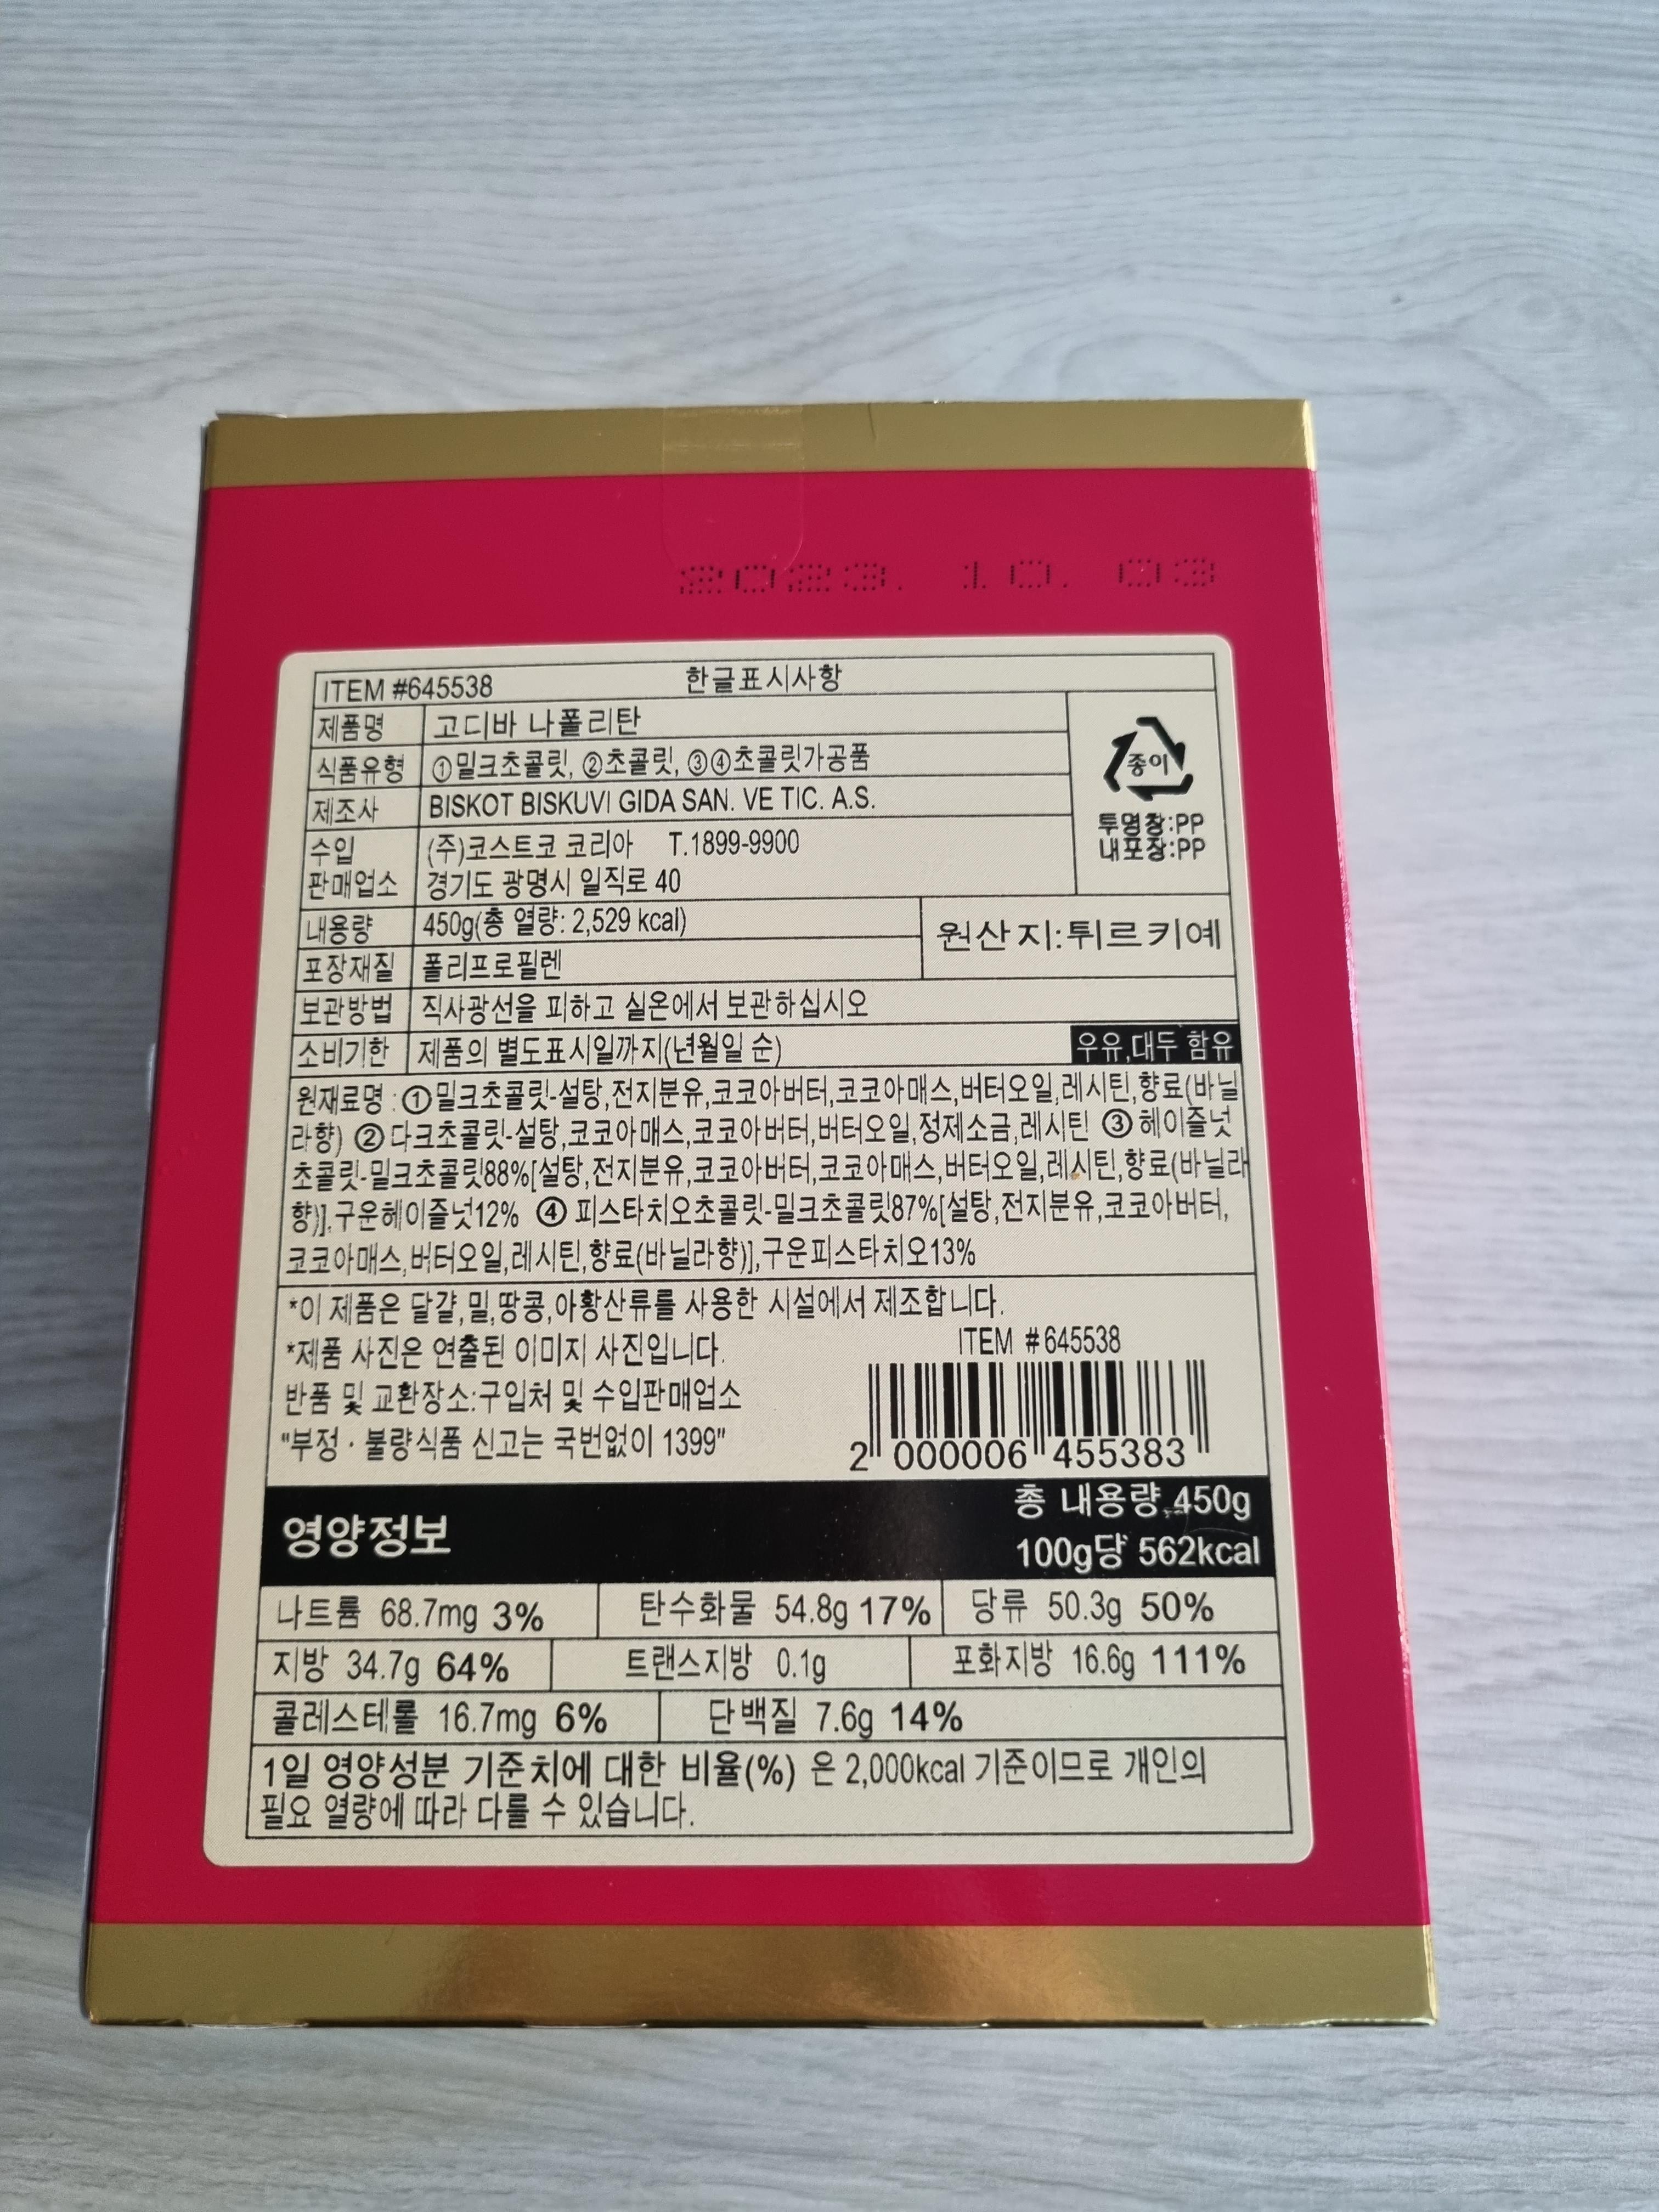 2023. 10. 03
ITEM #645538 한글표시사항
제품명 고디바 나폴리탄
식품유형 ①밀크초콜릿, ②초콜릿, ③④초콜릿가공품
종이
제조사 BISKOT BISKUVI GIDA SAN. VE TIC. A.S.
투명창:PP
내포장:PP
수입 (주)코스트코 코리아 T.1899-9900
판매업소 경기도 광명시 일직로 40
내용량 450g(총 열량: 2,529 kcal)
원산지:튀르키예
포장재질 폴리프로필렌
보관방법 직사광선을 피하고 실온에서 보관하십시오
소비기한 제품의 별도표시일까지(년월일 순) 우유,대두 함유
원재료명 : ①밀크초콜릿-설탕,전지분유,코코아버터,코코아매스,버터오일,레시틴,향료(바닐
라향) ② 다크초콜릿-설탕,코코아매스,코코아버터,버터오일,정제소금,레시틴 ③ 헤이즐넛
초콜릿-밀크초콜릿88%[설탕,전지분유,코코아버터,코코아매스,버터오일,레시틴,향료(바닐라
향)],구운헤이즐넛12% ④ 피스타치오초콜릿-밀크초콜릿87%[설탕,전지분유,코코아버터,
코코아매스,버터오일,레시틴,향료(바닐라향)],구운피스타치오13%
*이 제품은 달걀,밀,땅콩,아황산류를 사용한 시설에서 제조합니다.
*제품 사진은 연출된 이미지 사진입니다.
ITEM #645538
반품 및 교환장소:구입처 및 수입판매업소
"부정·불량식품 신고는 국번없이 1399"
2 000006 455383
영양정보
총 내용량 450g
100g당 562kcal
나트륨 68.7mg 3% 탄수화물 54.8g 17% 당류 50.3g 50%
지방 34.7g 64% 트랜스지방 0.1g 포화지방 16.6g 111%
콜레스테롤 16.7mg 6% 단백질 7.6g 14%
1일 영양성분 기준치에 대한 비율(%) 은 2,000kcal 기준이므로 개인의
필요 열량에 따라 다를 수 있습니다.